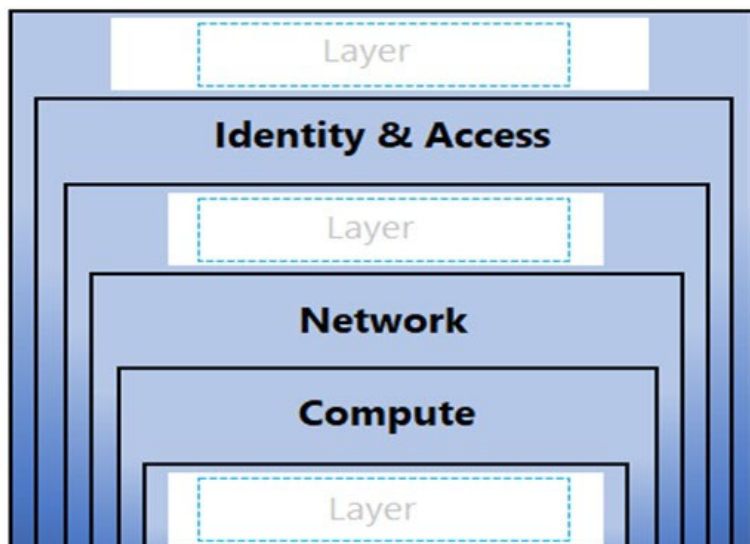 Layer
Identity & Access
Layer
Network
Compute
Layer